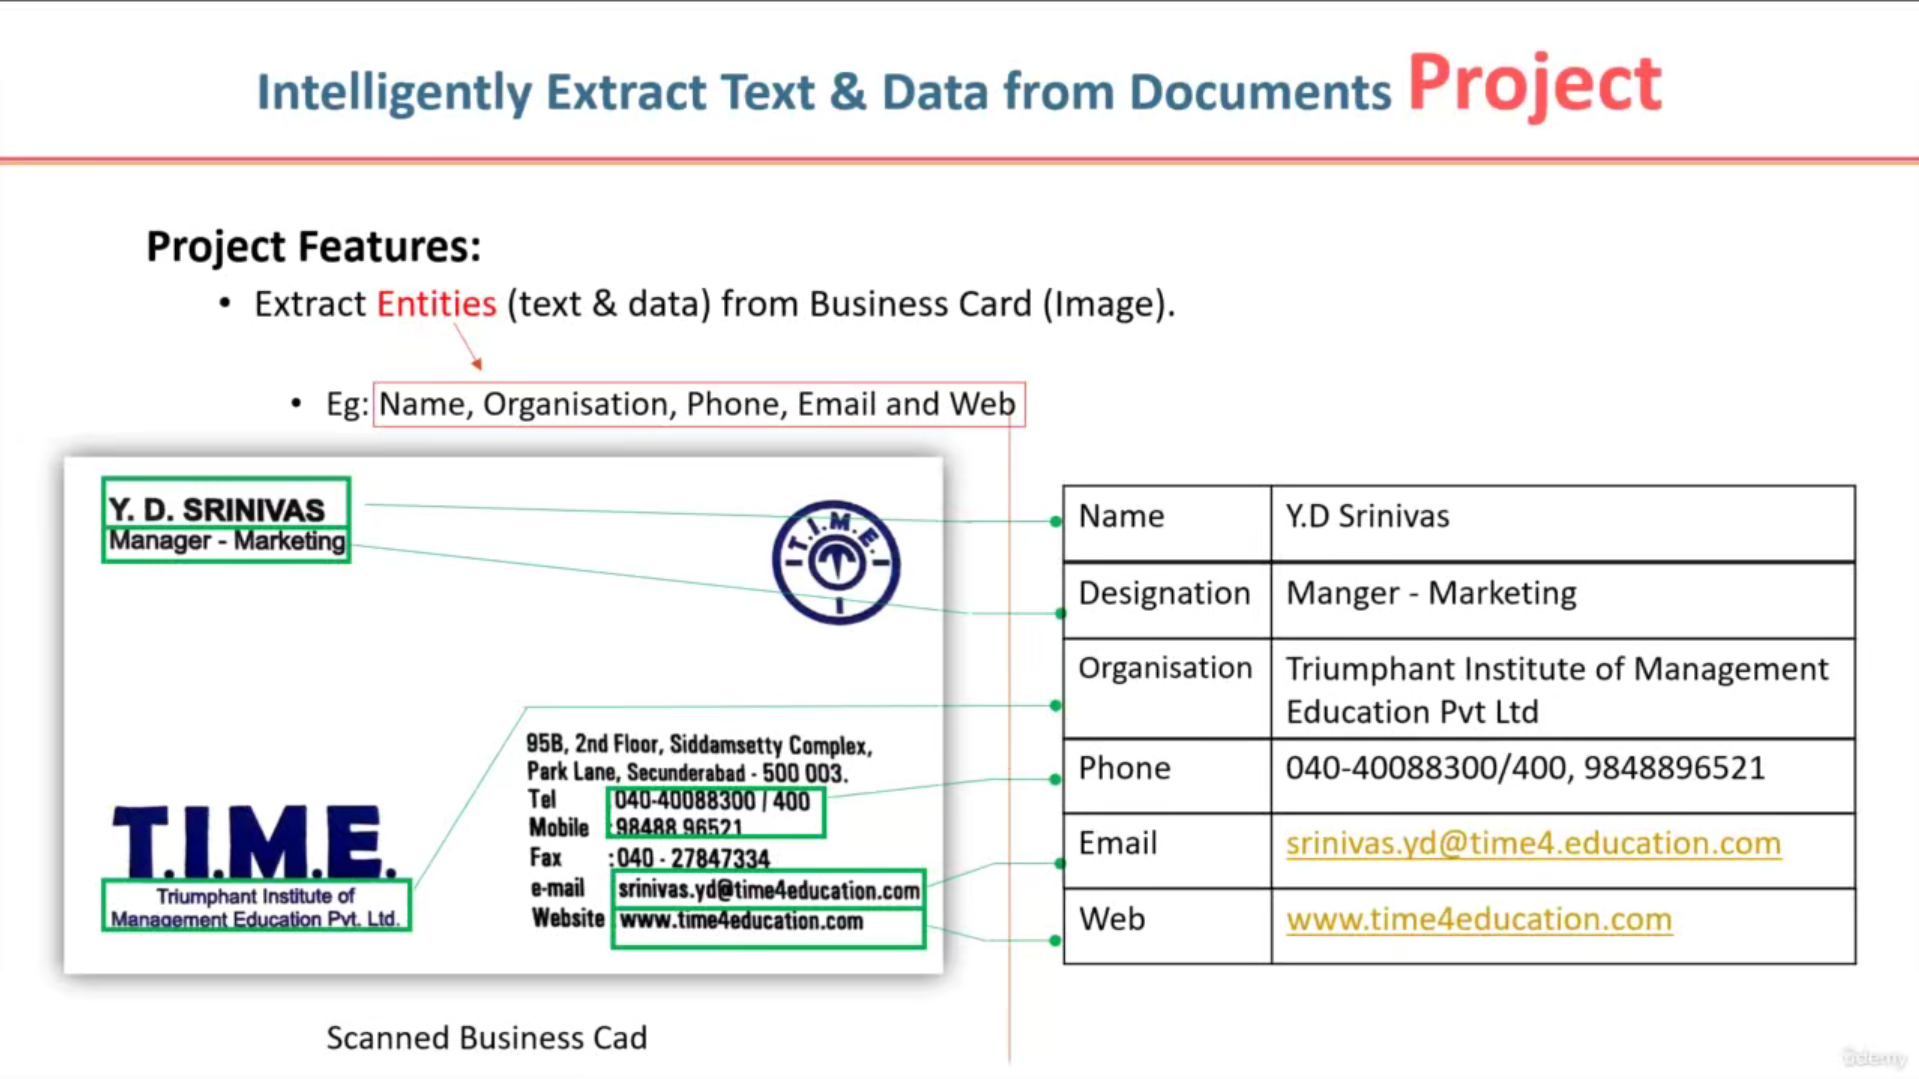 Intelligently Extract Text & Data from Documents Project
Project Features:
• Extract Entities (text & data) from Business Card (Image).
• Eg: Name, Organisation, Phone, Email and Web
Y. D. SRINIVAS
Manager - Marketing
T.I.M.E.
I
T.I.M.E.
Triumphant Institute of
Management Education Pvt. Ltd.
95B, 2nd Floor, Siddamsetty Complex,
Park Lane, Secunderabad - 500 003.
Tel 040-40088300 / 400
Mobile : 98488 96521
Fax : 040 - 27847334
e-mail srinivas.yd@time4education.com
Website www.time4education.com
Scanned Business Cad
Name Y.D Srinivas
Designation Manger - Marketing
Organisation Triumphant Institute of Management
Education Pvt Ltd
Phone 040-40088300/400, 9848896521
Email srinivas.yd@time4.education.com
Web www.time4education.com
ûdemy